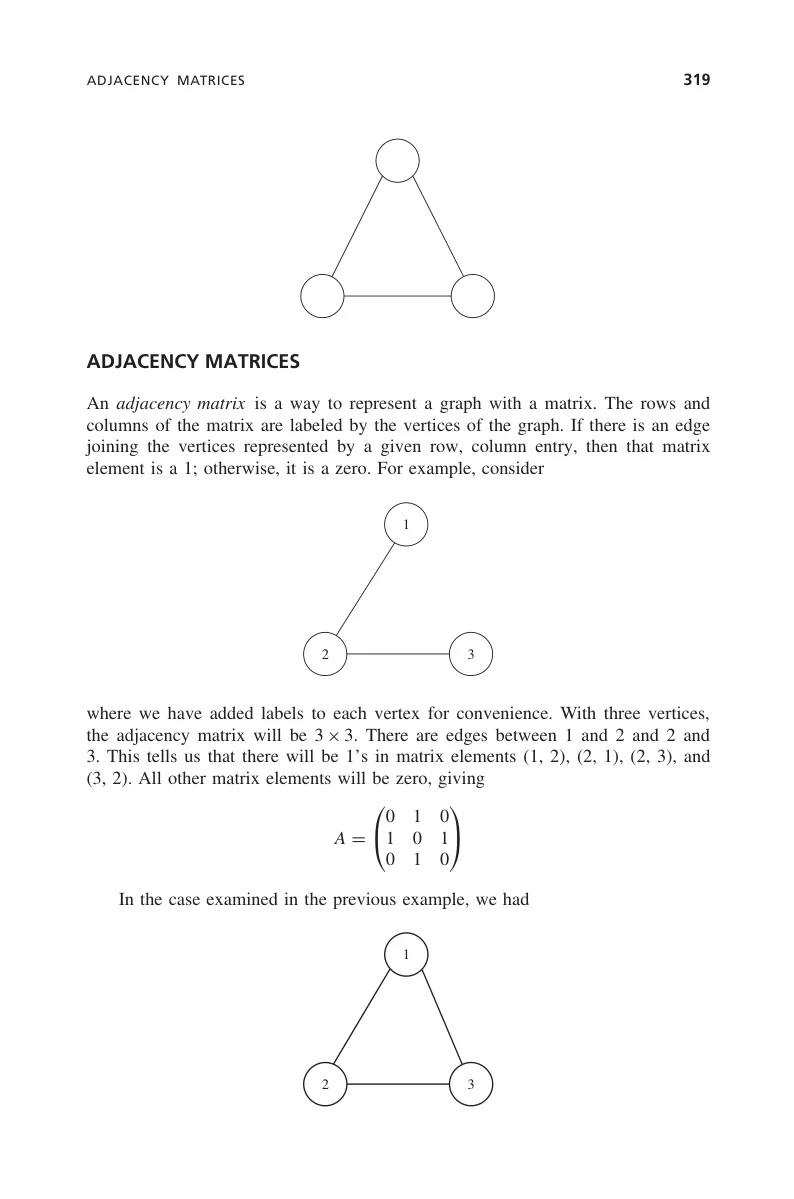 ADJACENCY MATRICES 319
ADJACENCY MATRICES
An adjacency matrix is a way to represent a graph with a matrix. The rows and
columns of the matrix are labeled by the vertices of the graph. If there is an edge
joining the vertices represented by a given row, column entry, then that matrix
element is a 1; otherwise, it is a zero. For example, consider
1
2 3
where we have added labels to each vertex for convenience. With three vertices,
the adjacency matrix will be 3 × 3. There are edges between 1 and 2 and 2 and
3. This tells us that there will be 1’s in matrix elements (1, 2), (2, 1), (2, 3), and
(3, 2). All other matrix elements will be zero, giving
0 1 0
A = 1 0 1
0 1 0
In the case examined in the previous example, we had
1
2 3